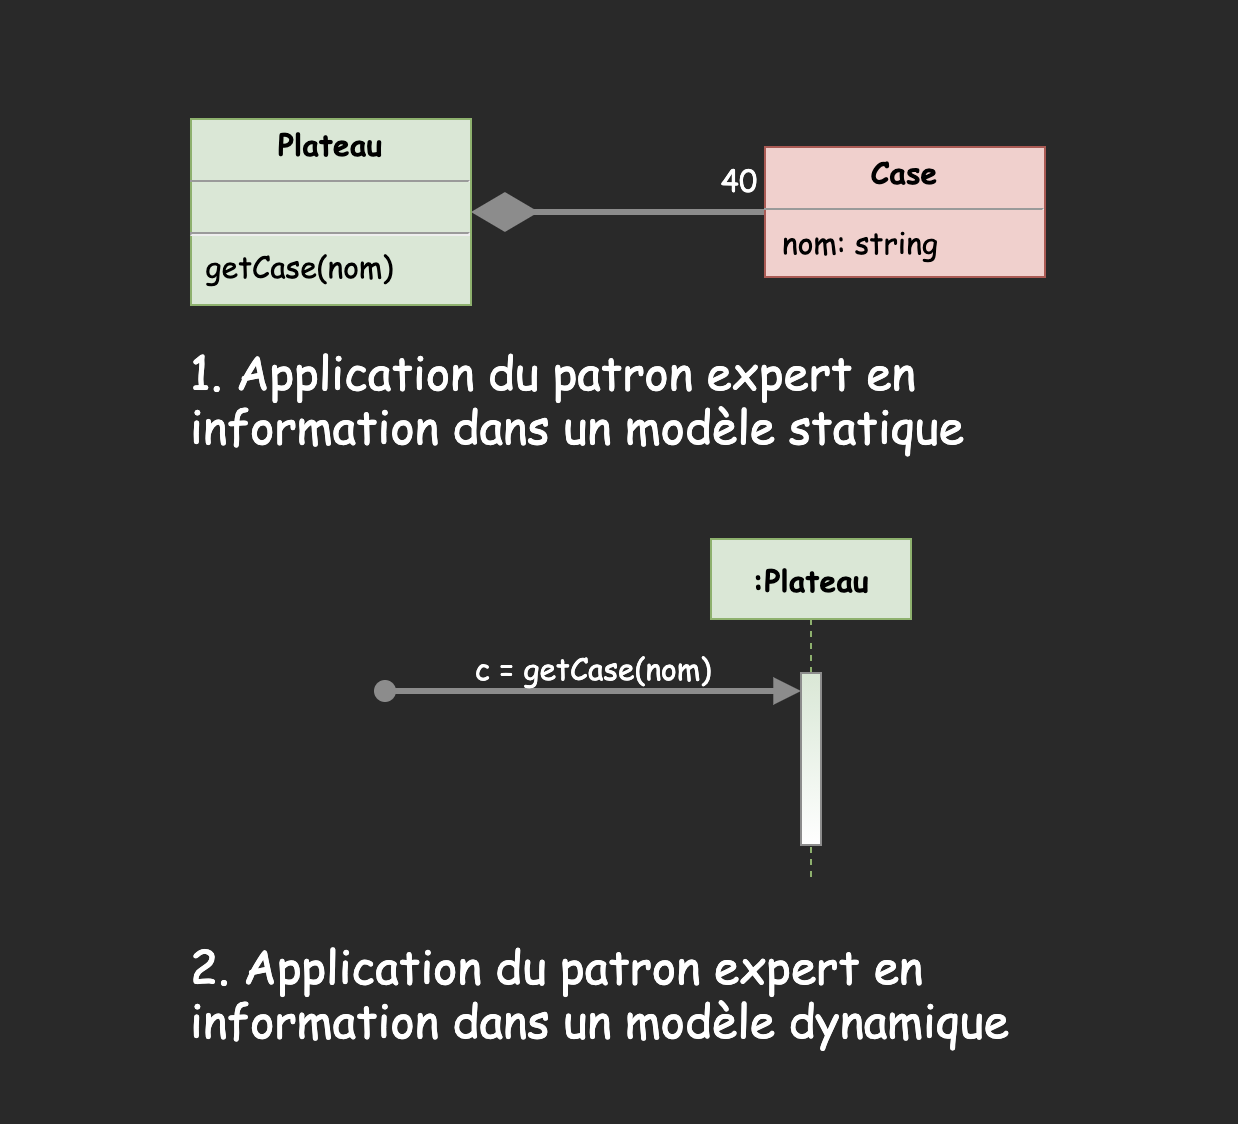 Plateau
getCase(nom)
40
Case
nom: string
1. Application du patron expert en
information dans un modèle statique
:Plateau
c = getCase(nom)
2. Application du patron expert en
information dans un modèle dynamique